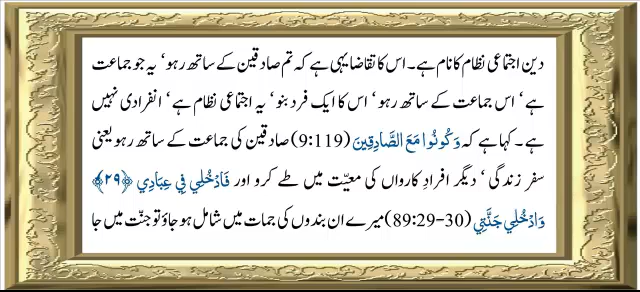 دین اجتماعی نظام کا نام ہے۔ اس کا تقاضا یہی ہے کہ تم صادقین کے ساتھ رہو‘ یہ جو جماعت
ہے‘ اس جماعت کے ساتھ رہو‘ اس کا ایک فرد بنو‘ یہ اجتماعی نظام ہے‘ انفرادی نہیں
ہے۔ کہا ہے کہ وَكُونُوا مَعَ الصَّادِقِينَ (9:119) صادقین کی جماعت کے ساتھ رہو یعنی
سفر زندگی‘ دیگر افرادِ کارواں کی معیّت میں طے کرو اور فَادْخُلِي فِي عِبَادِي ﴿٢٩﴾
وَادْخُلِي جَنَّتِي (89:29-30) میرے ان بندوں کی جمات میں شامل ہو جاؤ تو جنّت میں جا